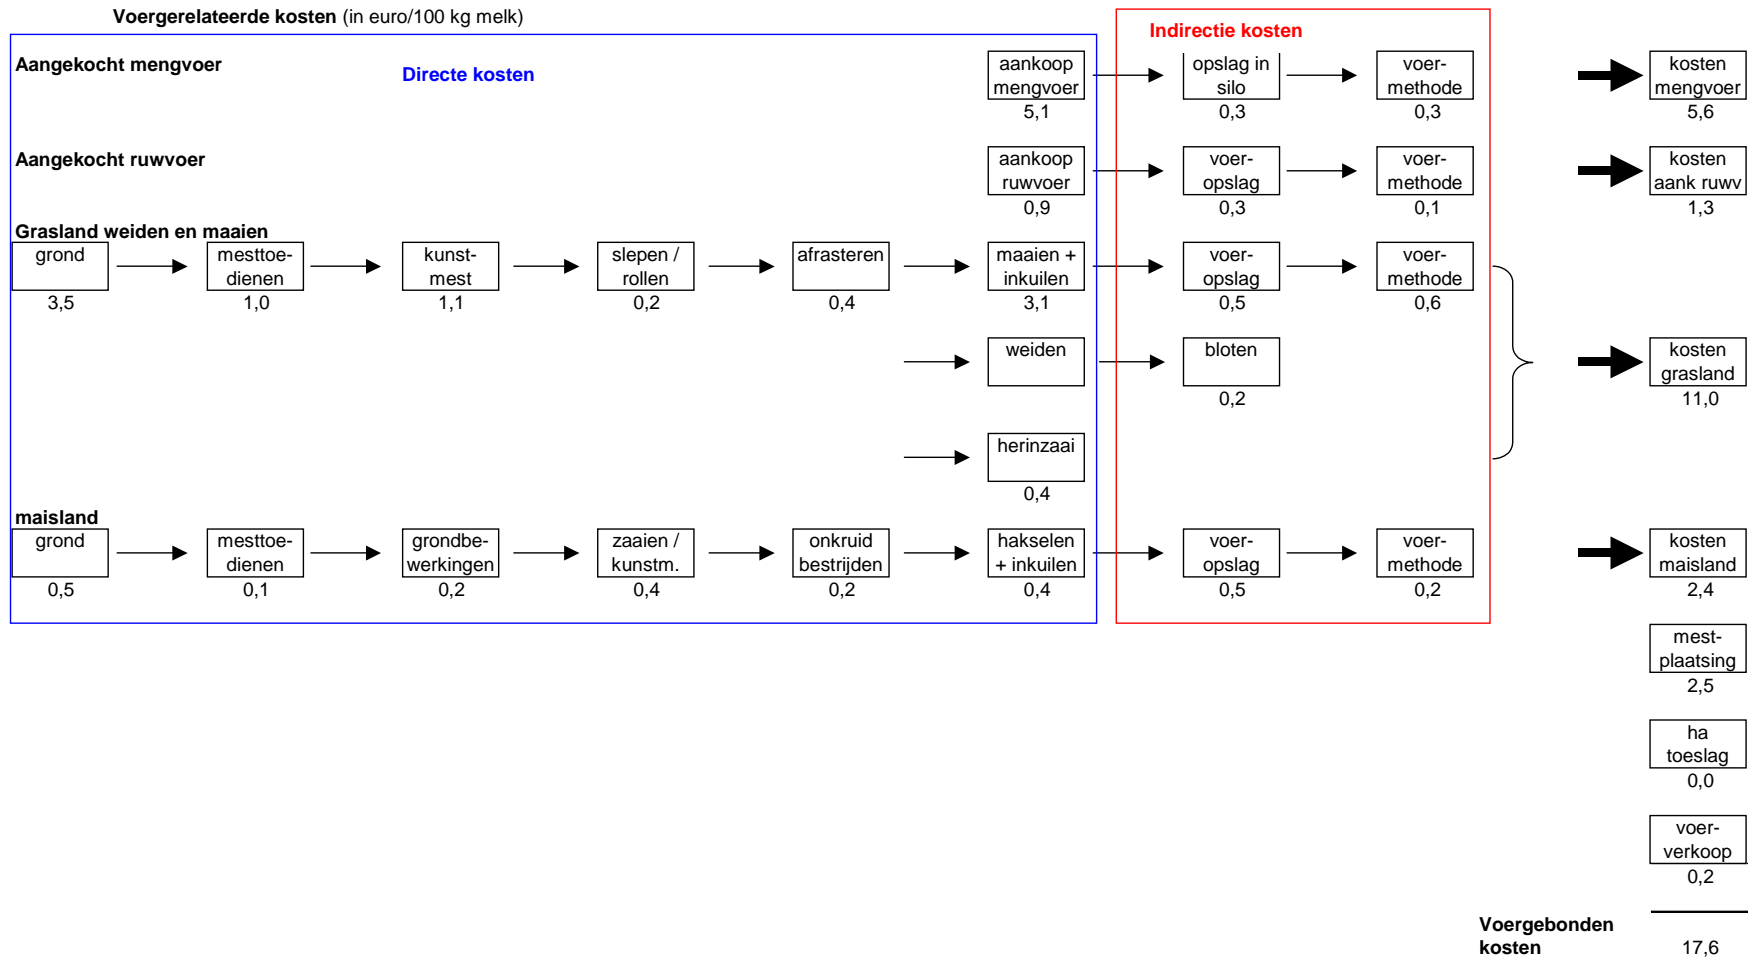 Voergerelateerde kosten (in euro/100 kg melk)
Indirectie kosten
Directe kosten
Aangekocht mengvoer
aankoop
mengvoer
5,1
opslag in
silo
0,3
voer-
methode
0,3
kosten
mengvoer
5,6
Aangekocht ruwvoer
aankoop
ruwvoer
0,9
voer-
opslag
0,3
voer-
methode
0,1
kosten
aank ruwv
1,3
Grasland weiden en maaien
grond
3,5
mesttoe-
dienen
1,0
kunst-
mest
1,1
slepen /
rollen
0,2
afrasteren
0,4
maaien +
inkuilen
3,1
voer-
opslag
0,5
voer-
methode
0,6
weiden
bloten
0,2
kosten
grasland
11,0
herinzaai
0,4
maisland
grond
0,5
mesttoe-
dienen
0,1
grondbe-
werkingen
0,2
zaaien /
kunstm.
0,4
onkruid
bestrijden
0,2
hakselen
+ inkuilen
0,4
voer-
opslag
0,5
voer-
methode
0,2
kosten
maisland
2,4
mest-
plaatsing
2,5
ha
toeslag
0,0
voer-
verkoop
0,2
Voergebonden
kosten 17,6